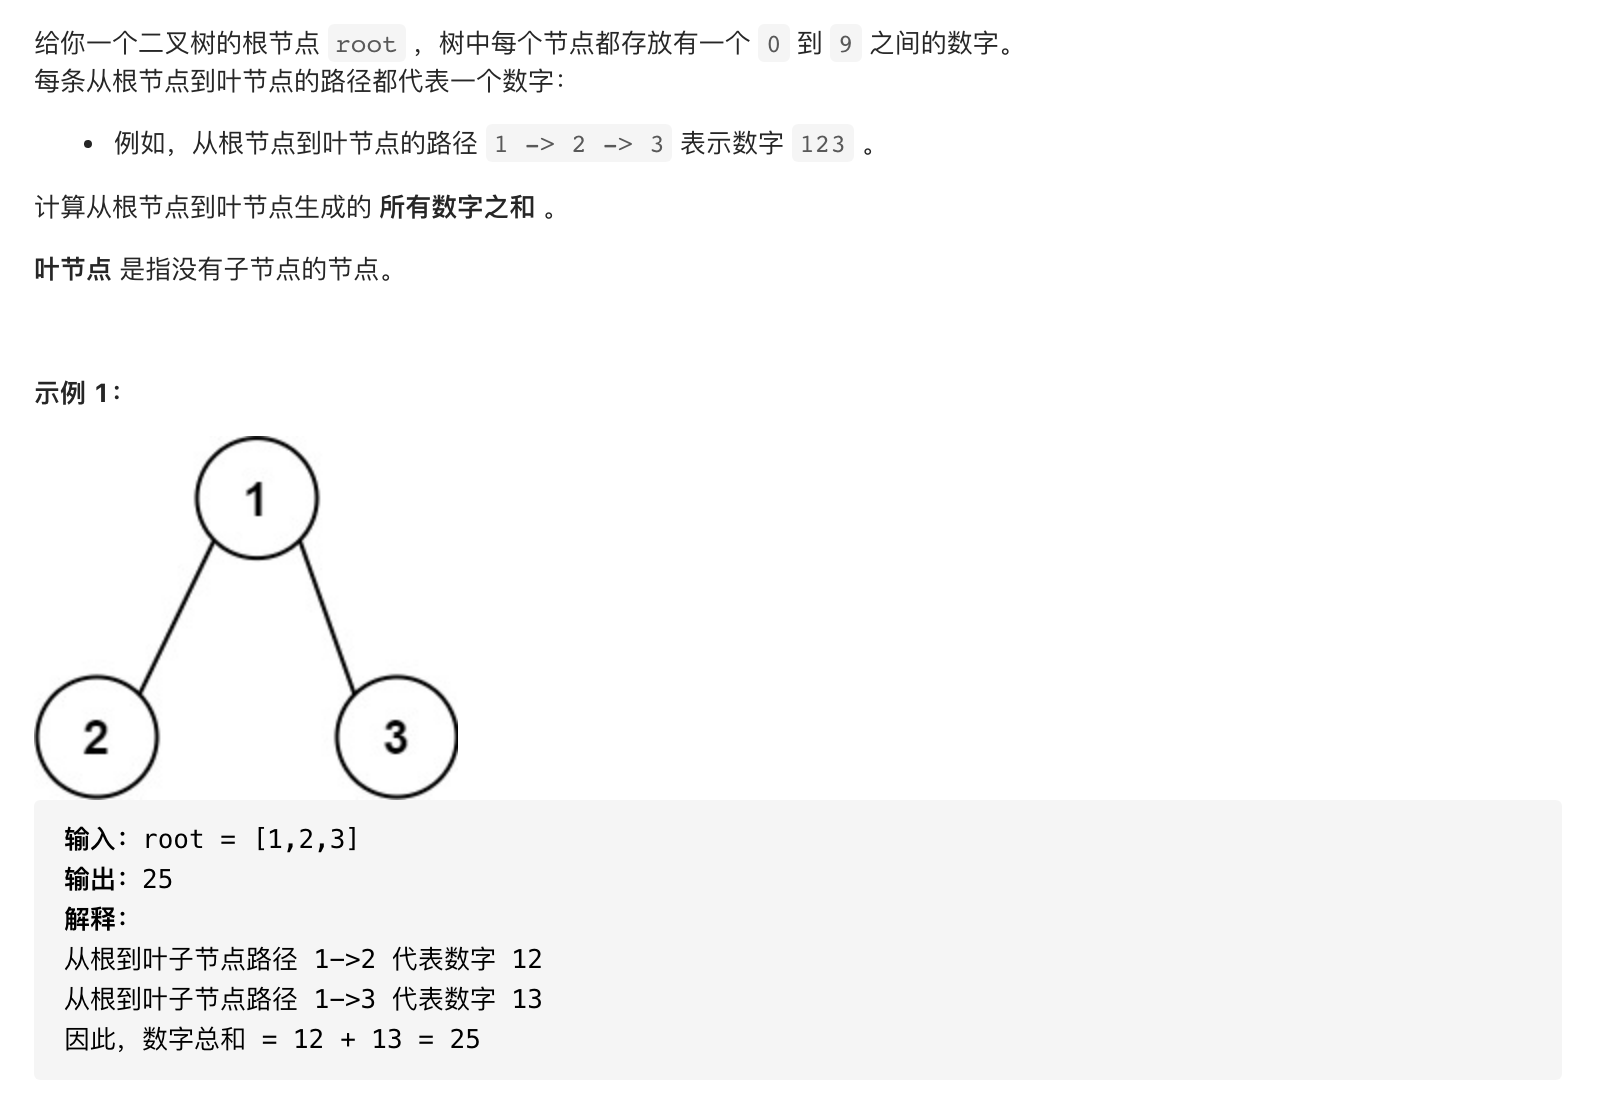 给你一个二叉树的根节点 root ，树中每个节点都存放有一个 0 到 9 之间的数字。
每条从根节点到叶节点的路径都代表一个数字：
• 例如，从根节点到叶节点的路径 1 -> 2 -> 3 表示数字 123 。
计算从根节点到叶节点生成的 所有数字之和 。
叶节点 是指没有子节点的节点。
示例 1：
1
2 3
输入：root = [1,2,3]
输出：25
解释：
从根到叶子节点路径 1->2 代表数字 12
从根到叶子节点路径 1->3 代表数字 13
因此，数字总和 = 12 + 13 = 25